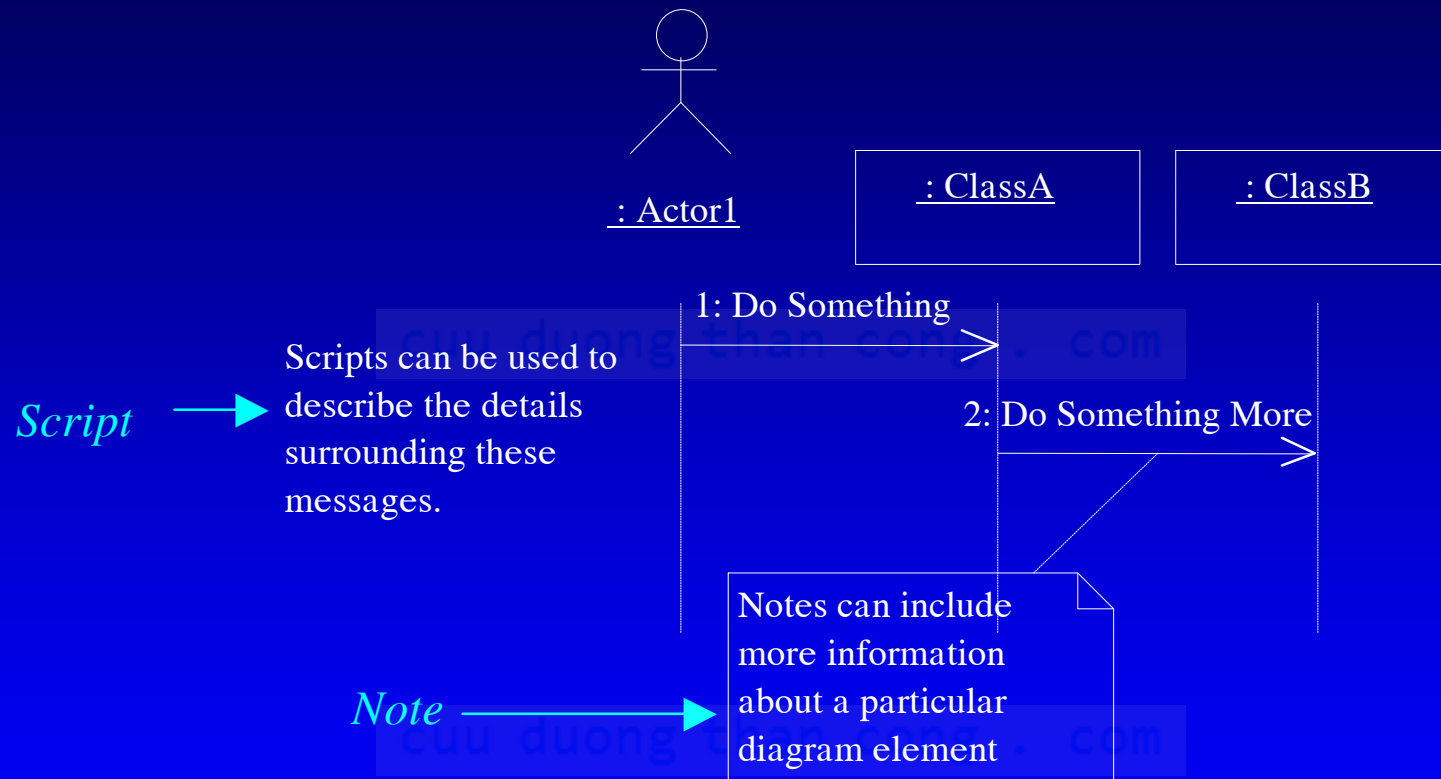 : Actor1
: ClassA
: ClassB
1: Do Something
cuu duong than cong . com
Scripts can be used to
describe the details
surrounding these
messages.
Script
2: Do Something More
Notes can include
more information
about a particular
diagram element
Note
cuu duong than cong . com